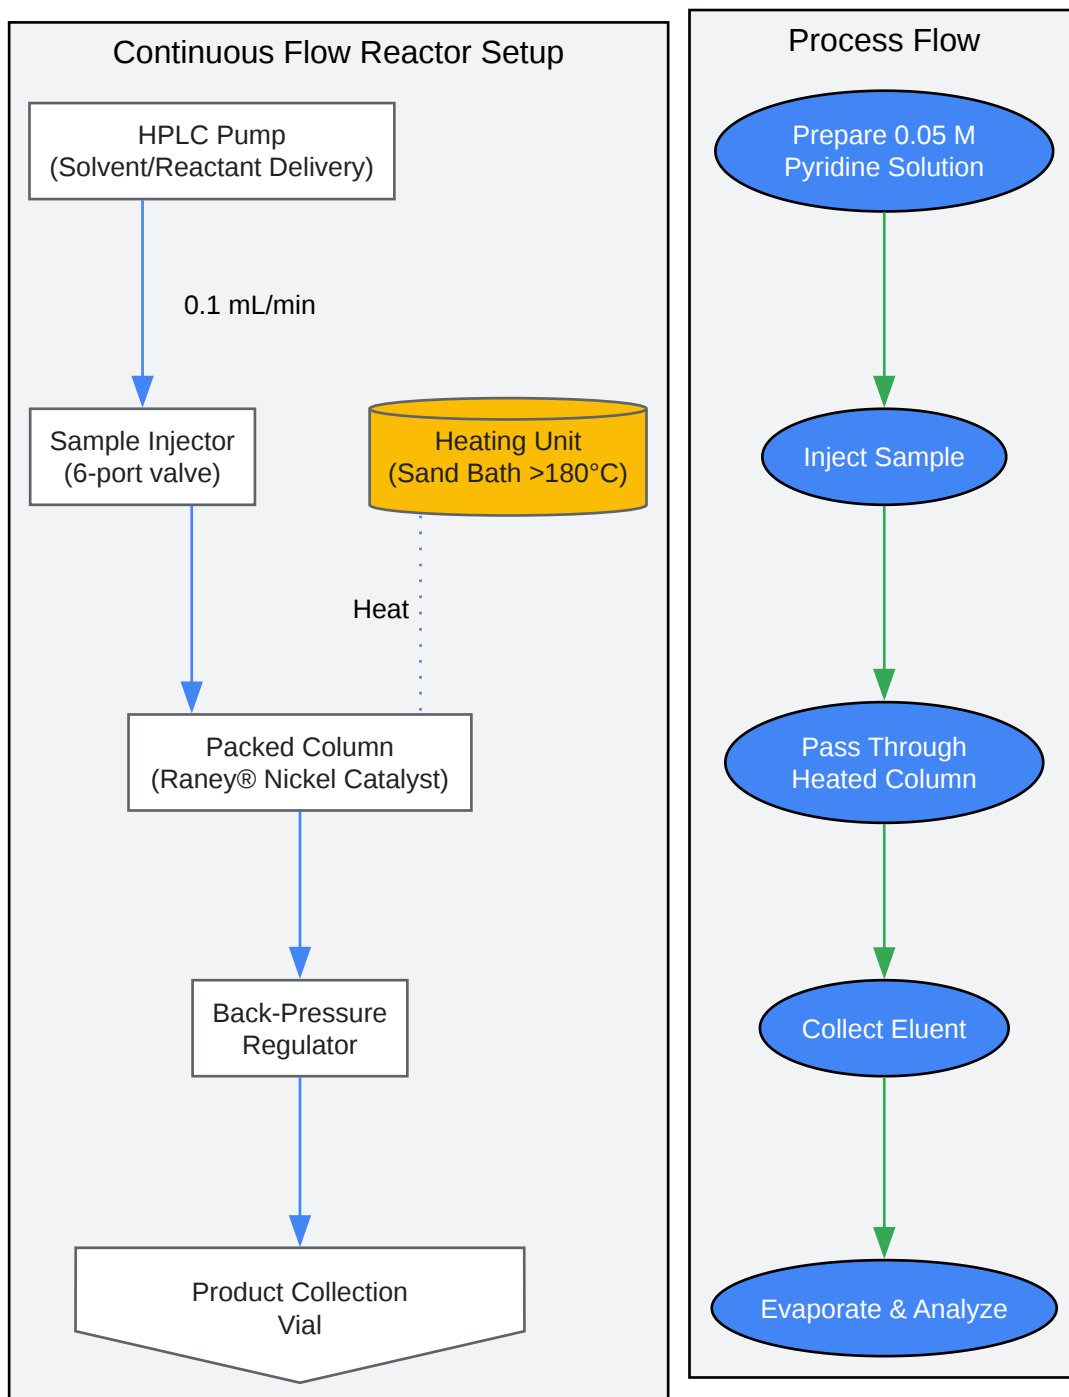 Continuous Flow Reactor Setup
HPLC Pump
(Solvent/Reactant Delivery)
0.1 mL/min
Sample Injector
(6-port valve)
Heating Unit
(Sand Bath >180°C)
Heat
Packed Column
(Raney® Nickel Catalyst)
Back-Pressure
Regulator
Product Collection
Vial
Process Flow
Prepare 0.05 M
Pyridine Solution
Inject Sample
Pass Through
Heated Column
Collect Eluent
Evaporate & Analyze